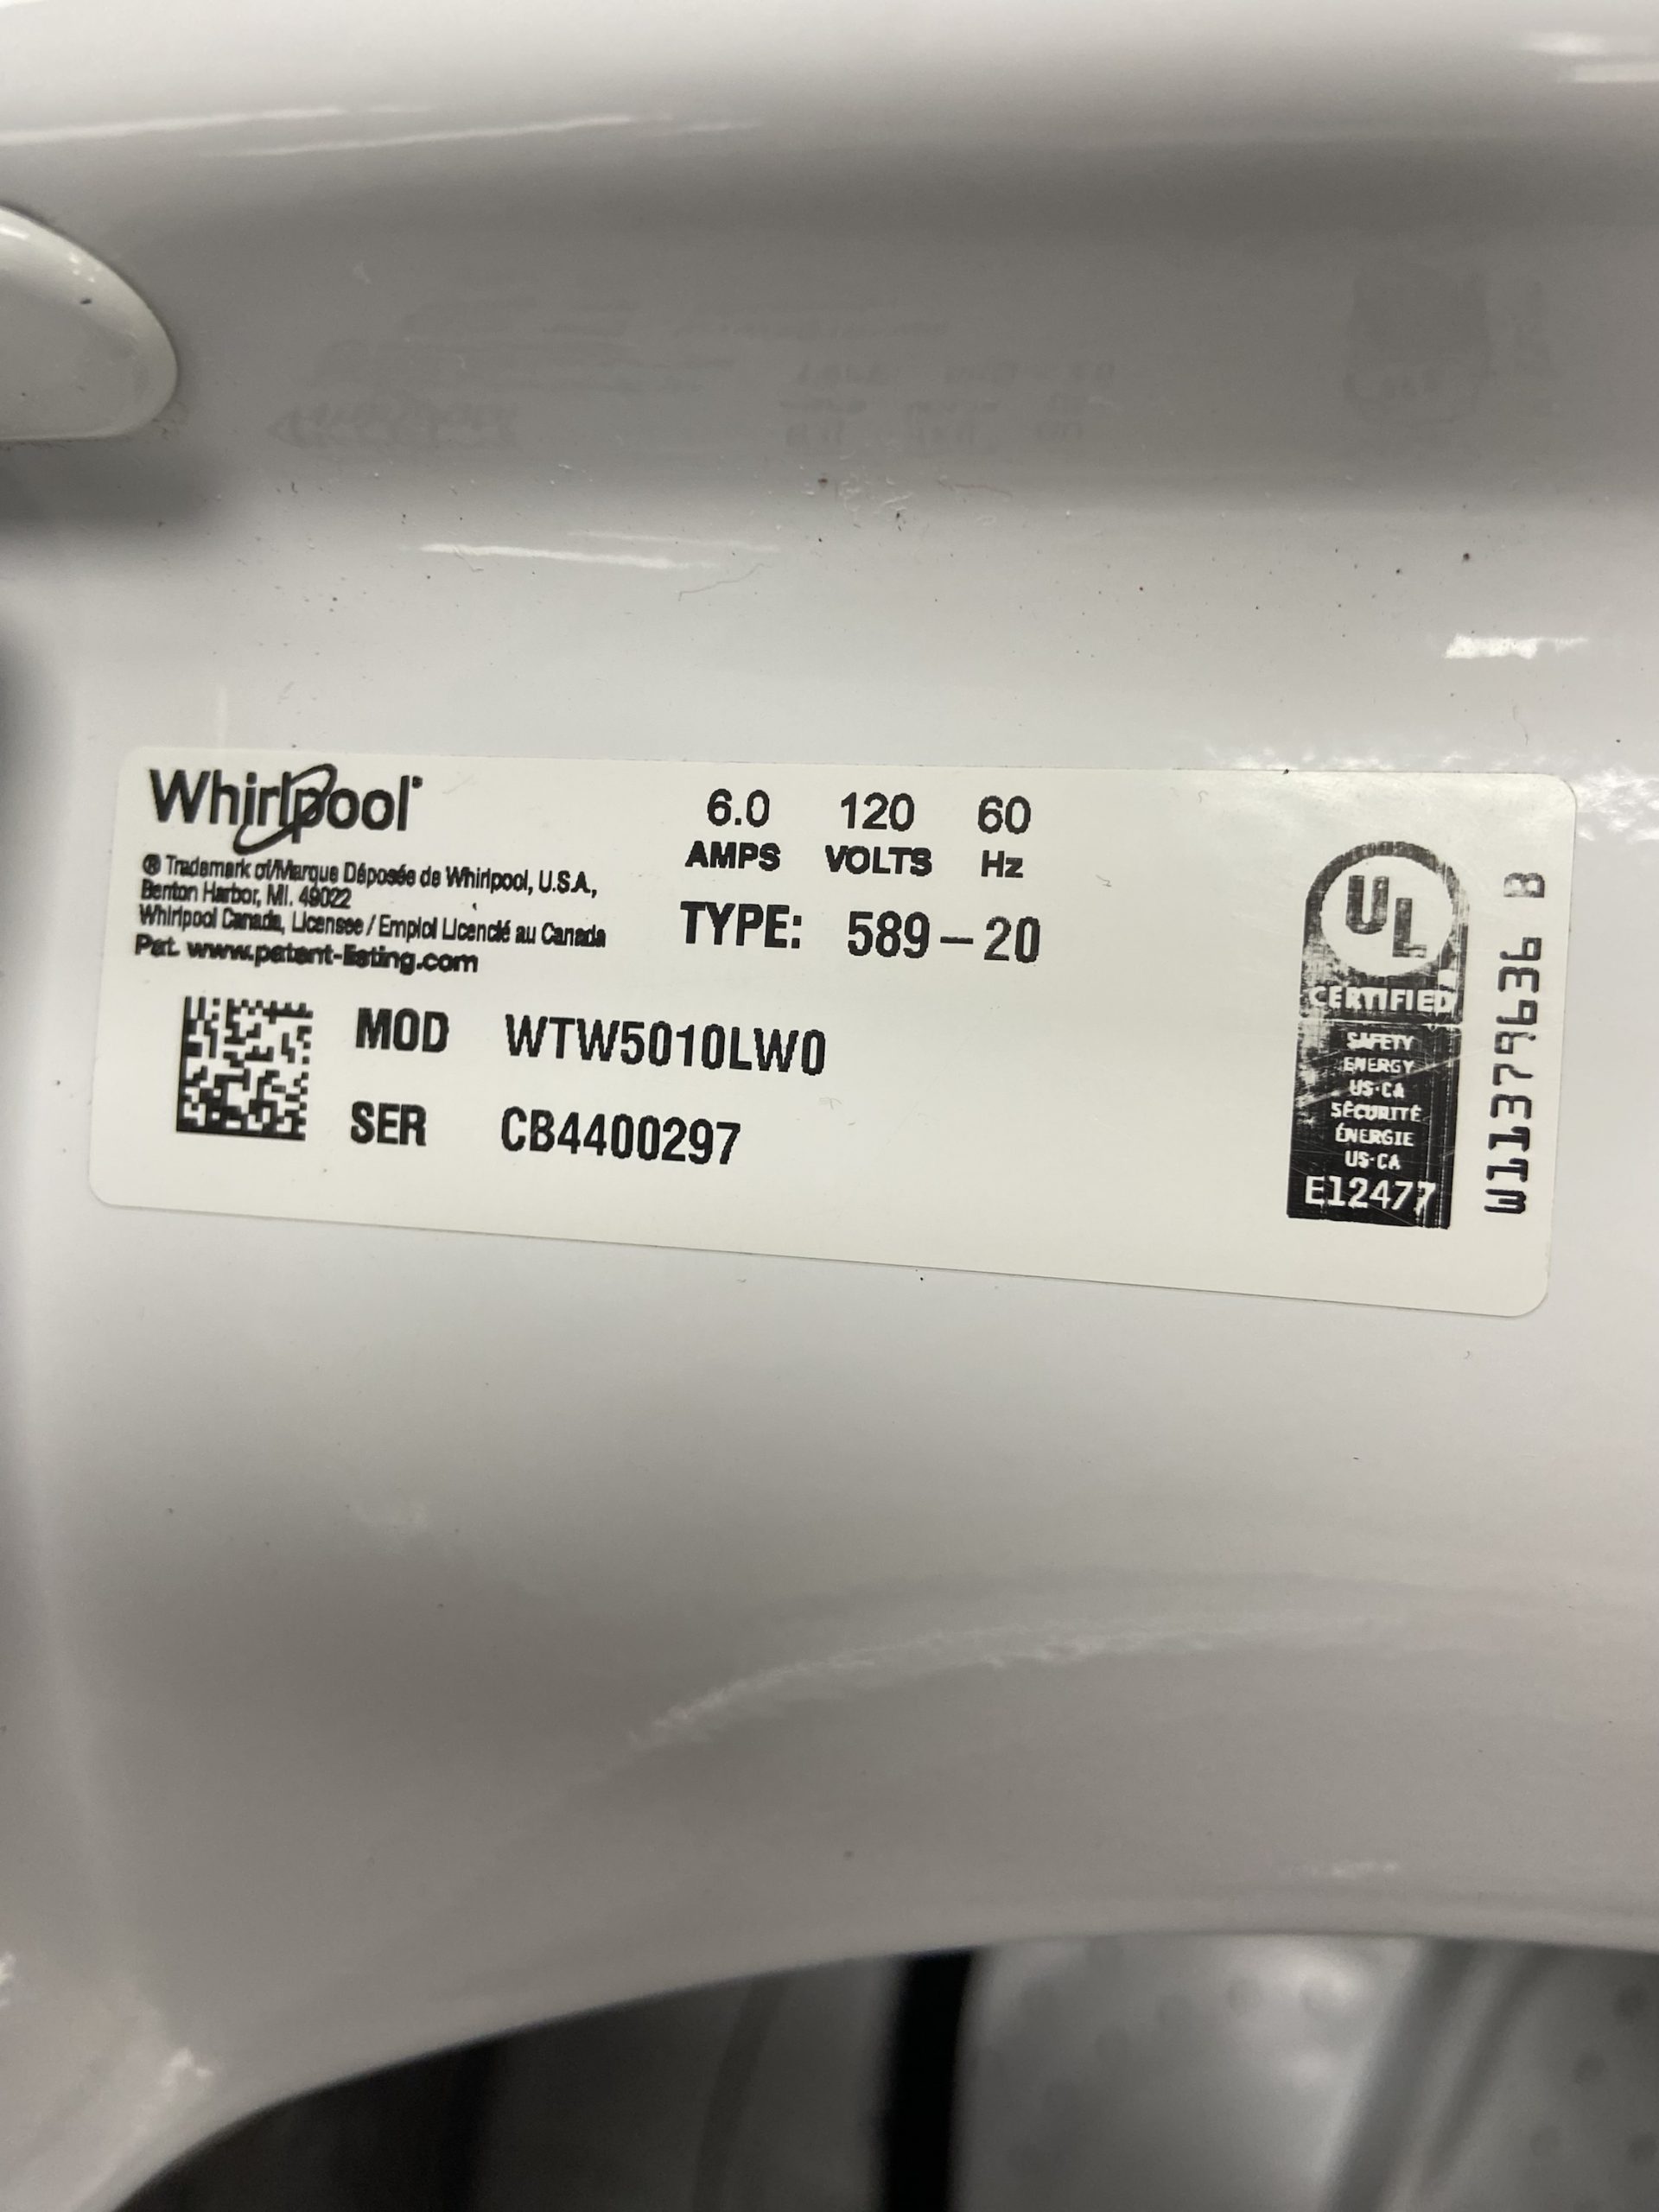 Whirlpool®
® Trademark of/Marque Déposée de Whirlpool, U.S.A.,
Benton Harbor, MI. 49022
Whirlpool Canada, Licensee / Emploi Licencié au Canada
Pat. www.patent-listing.com
6.0 120 60
AMPS VOLTS Hz
TYPE: 589-20
MOD WTW5010LW0
SER CB4400297
UL
CERTIFIED
SAFETY
ENERGY
US-CA
SÉCURITÉ
ÉNERGIE
US-CA
E12477
W11379636 B